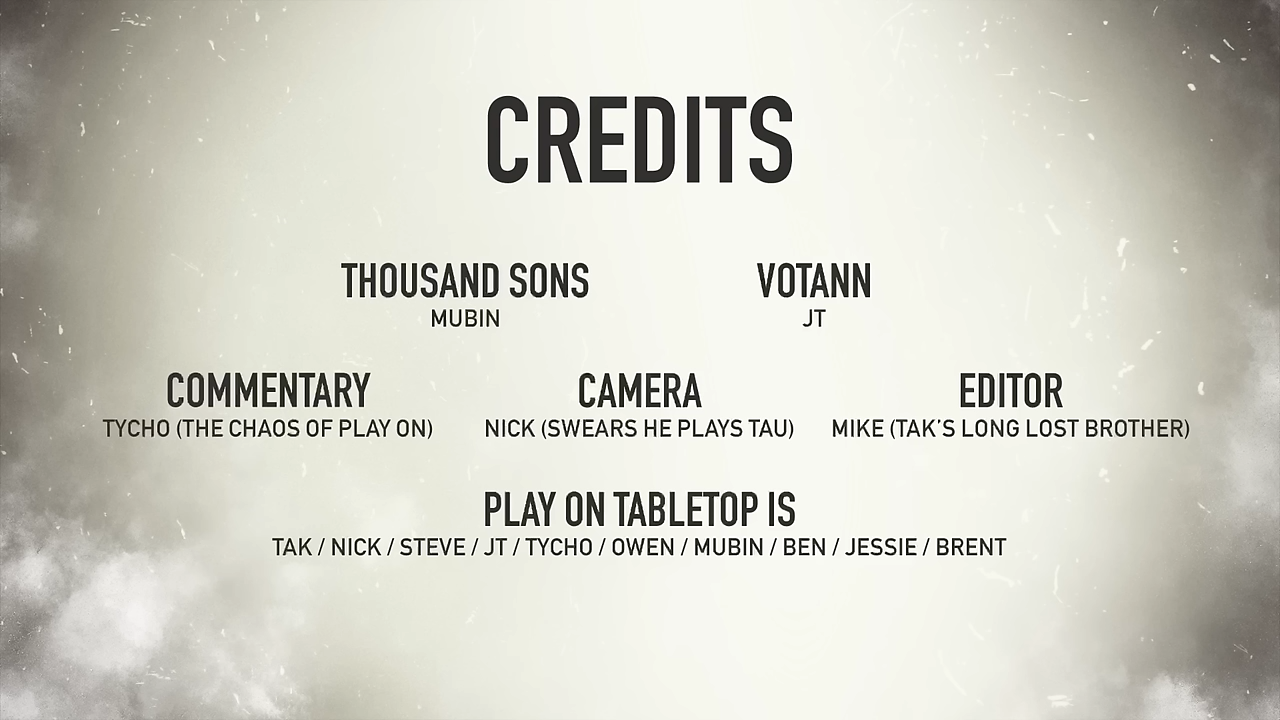 CREDITS
THOUSAND SONS
MUBIN
VOTANN
JT
COMMENTARY
TYCHO (THE CHAOS OF PLAY ON)
CAMERA
NICK (SWEARS HE PLAYS TAU)
EDITOR
MIKE (TAK'S LONG LOST BROTHER)
PLAY ON TABLETOP IS
TAK / NICK / STEVE / JT / TYCHO / OWEN / MUBIN / BEN / JESSIE / BRENT